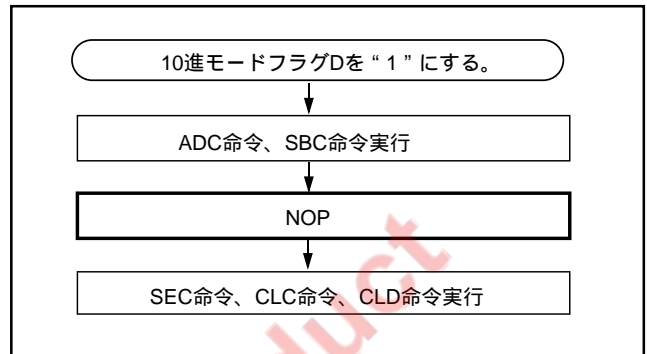 10進モードフラグDを “ 1 ” にする。
ADC命令、SBC命令実行
NOP
SEC命令、CLC命令、CLD命令実行
duct